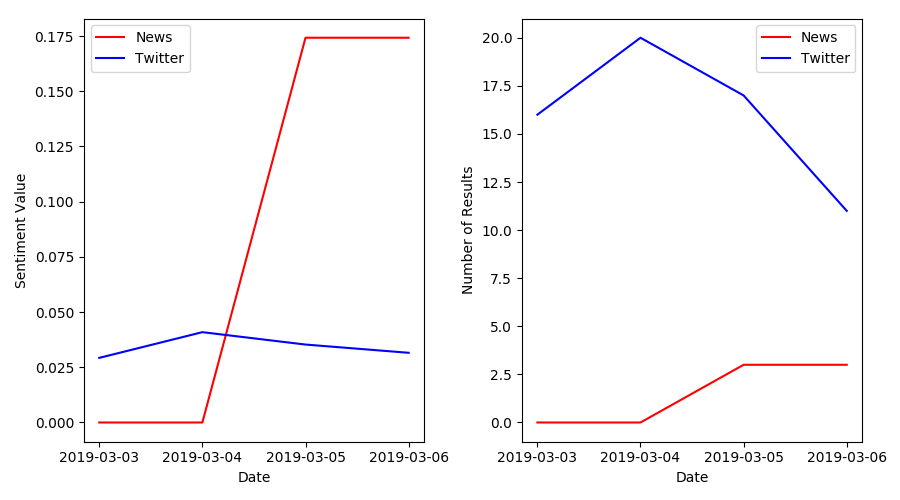 News
Twitter
0.175
0.150
0.125
0.100
0.075
0.050
0.025
0.000
Sentiment Value
2019-03-03 2019-03-04 2019-03-05 2019-03-06
Date
News
Twitter
20.0
17.5
15.0
12.5
10.0
7.5
5.0
2.5
0.0
Number of Results
2019-03-03 2019-03-04 2019-03-05 2019-03-06
Date